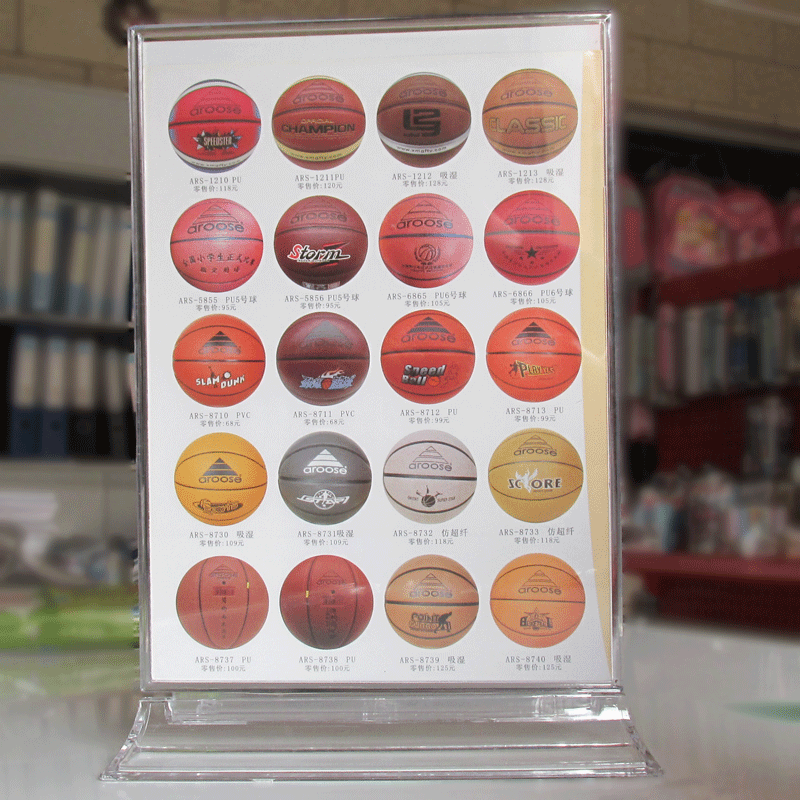 aroose aroose aroose aroose
SPEEDSTER OFFICIAL CHAMPION CLASSIC
www.smgfty.com
ARS-1210 PU ARS-1211PU ARS-1212 吸湿 ARS-1213 吸湿
零售价:118元 零售价:120元 零售价:128元 零售价:128元
aroose aroose aroose aroose
Storm
ARS-5855 PU5号球 ARS-5856 PU5号球 ARS-6865 PU6号球 ARS-6866 PU6号球
零售价:95元 零售价:95元 零售价:105元 零售价:105元
aroose aroose aroose
SLAM DUNK Speed Ball
ARS-8710 PVC ARS-8711 PVC ARS-8712 PU ARS-8713 PU
零售价:68元 零售价:68元 零售价:99元 零售价:99元
aroose aroose aroose
SCORE
ARS-8730 吸湿 ARS-8731吸湿 ARS-8732 仿超纤 ARS-8733 仿超纤
零售价:109元 零售价:109元 零售价:118元 零售价:118元
aroose aroose aroose aroose
ARS-8737 PU ARS-8738 PU ARS-8739 吸湿 ARS-8740 吸湿
零售价:100元 零售价:100元 零售价:125元 零售价:125元